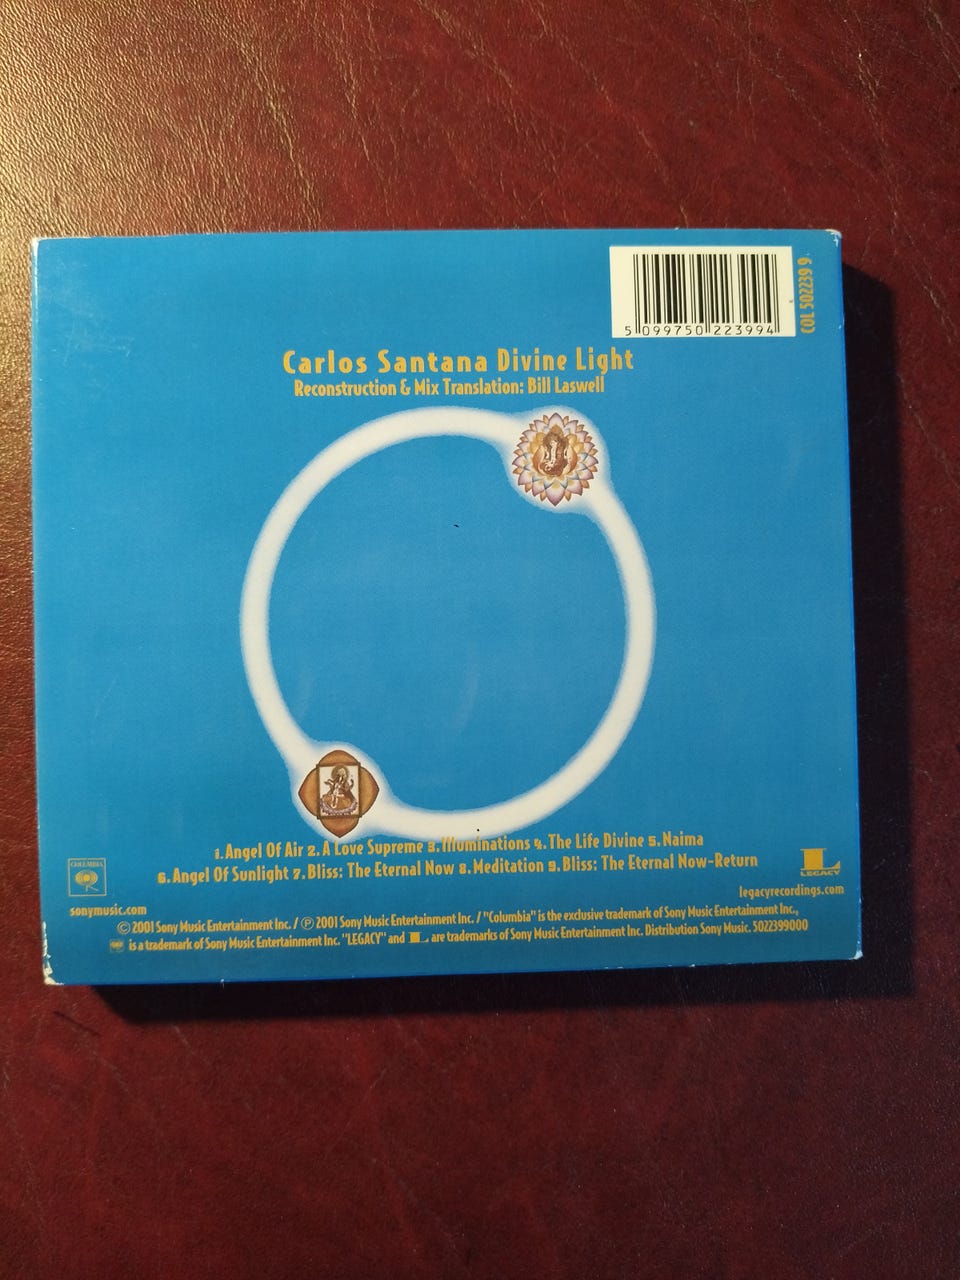 5 099750 223994
COL 502239 9
Carlos Santana Divine Light
Reconstruction & Mix Translation: Bill Laswell
1. Angel Of Air 2. A Love Supreme 3. Illuminations 4. The Life Divine 5. Naima
6. Angel Of Sunlight 7. Bliss: The Eternal Now 8. Meditation 9. Bliss: The Eternal Now-Return
COLUMBIA
L
LEGACY
sonymusic.com
legacyrecordings.com
© 2001 Sony Music Entertainment Inc. / ℗ 2001 Sony Music Entertainment Inc. / "Columbia" is the exclusive trademark of Sony Music Entertainment Inc.,
is a trademark of Sony Music Entertainment Inc. "LEGACY" and L are trademarks of Sony Music Entertainment Inc. Distribution Sony Music. 5022399000